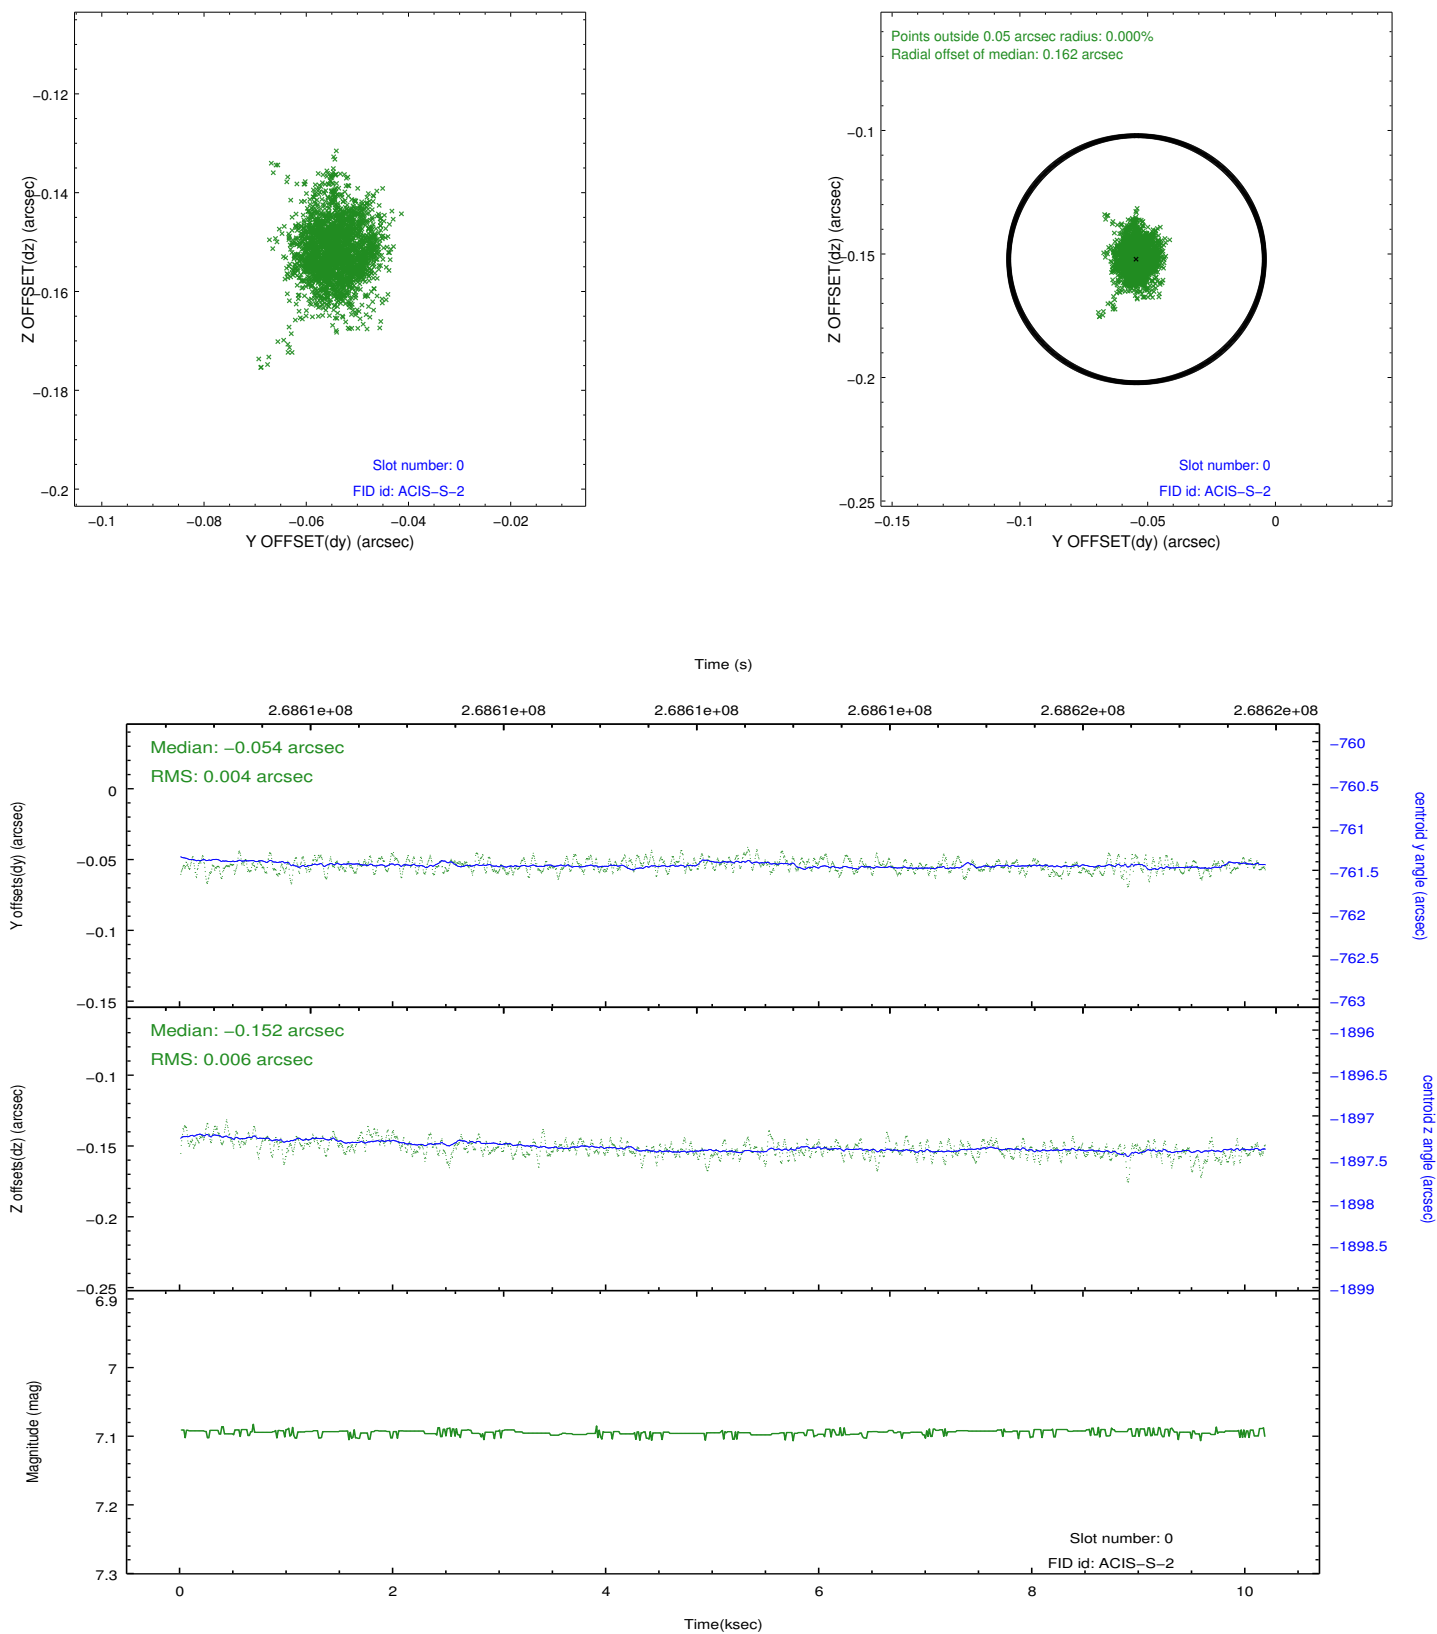 −0.12
−0.14
−0.16
−0.18
−0.2
Z OFFSET(dz) (arcsec)
Slot number: 0
FID id: ACIS−S−2
−0.1
−0.08
−0.06
−0.04
−0.02
Y OFFSET(dy) (arcsec)
Points outside 0.05 arcsec radius: 0.000%
Radial offset of median: 0.162 arcsec
−0.1
−0.15
−0.2
−0.25
Z OFFSET(dz) (arcsec)
Slot number: 0
FID id: ACIS−S−2
−0.15
−0.1
−0.05
0
Y OFFSET(dy) (arcsec)
Time (s)
2.6861e+08
2.6861e+08
2.6861e+08
2.6861e+08
2.6862e+08
2.6862e+08
Median: −0.054 arcsec
RMS: 0.004 arcsec
0
−0.05
−0.1
−0.15
Y offsets(dy) (arcsec)
−760
−760.5
−761
−761.5
−762
−762.5
−763
centroid y angle (arcsec)
Median: −0.152 arcsec
RMS: 0.006 arcsec
−0.1
−0.15
−0.2
−0.25
Z offsets(dz) (arcsec)
−1896
−1896.5
−1897
−1897.5
−1898
−1898.5
−1899
centroid z angle (arcsec)
6.9
7
7.1
7.2
7.3
Magnitude (mag)
Slot number: 0
FID id: ACIS−S−2
0
2
4
6
8
10
Time(ksec)